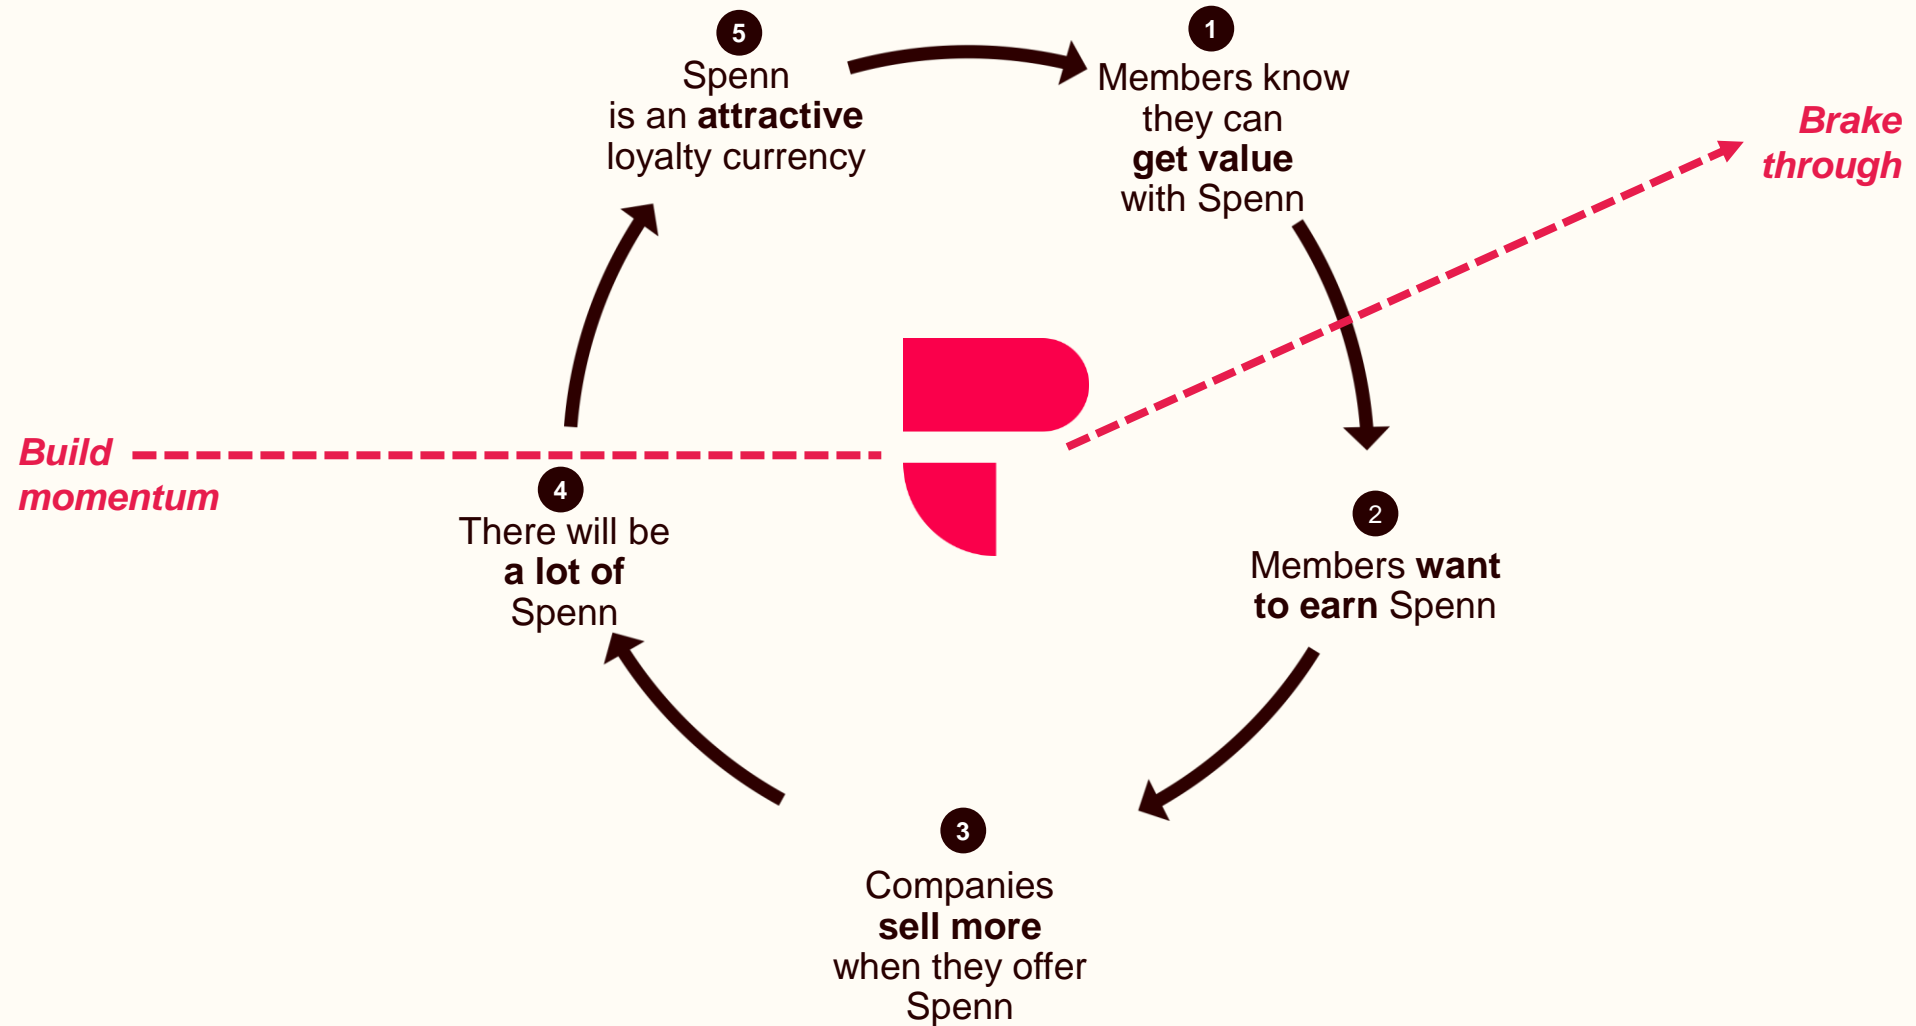 5
Spenn
is an attractive
loyalty currency
1
Members know
they can
get value
with Spenn
Brake
through
2
Members want
to earn Spenn
3
Companies
sell more
when they offer
Spenn
4
There will be
a lot of
Spenn
Build
momentum